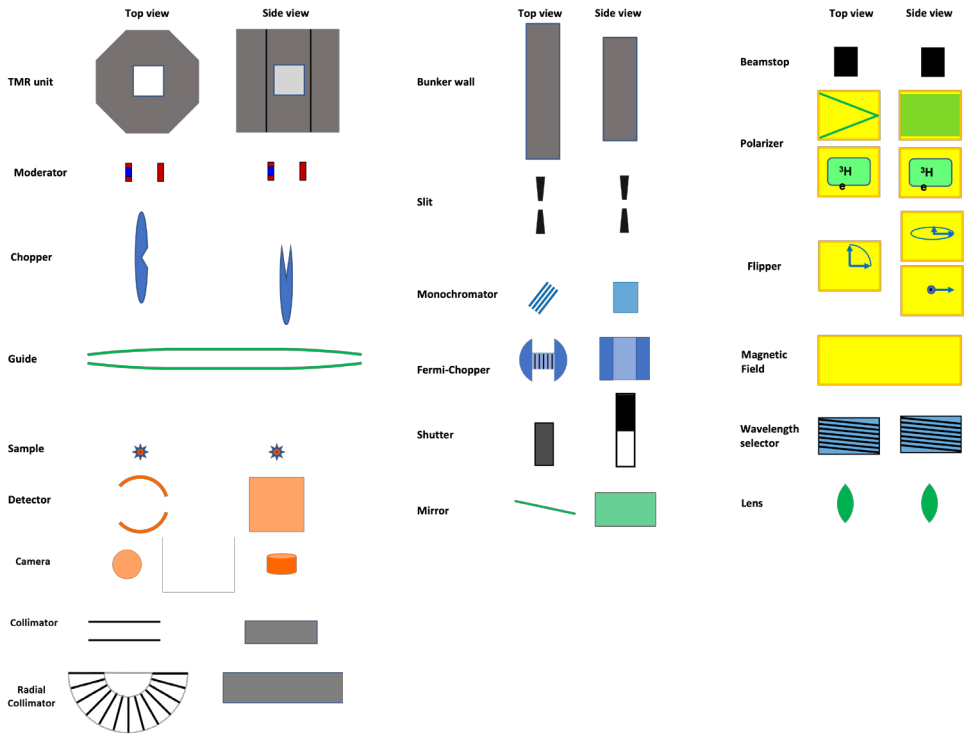 Top view Side view
TMR unit
Moderator
Chopper
Guide
Sample
Detector
Camera
Collimator
Radial
Collimator
Top view Side view
Bunker wall
Slit
Monochromator
Fermi-Chopper
Shutter
Mirror
Top view Side view
Beamstop
Polarizer
³H ³H
e e
Flipper
Magnetic
Field
Wavelength
selector
Lens